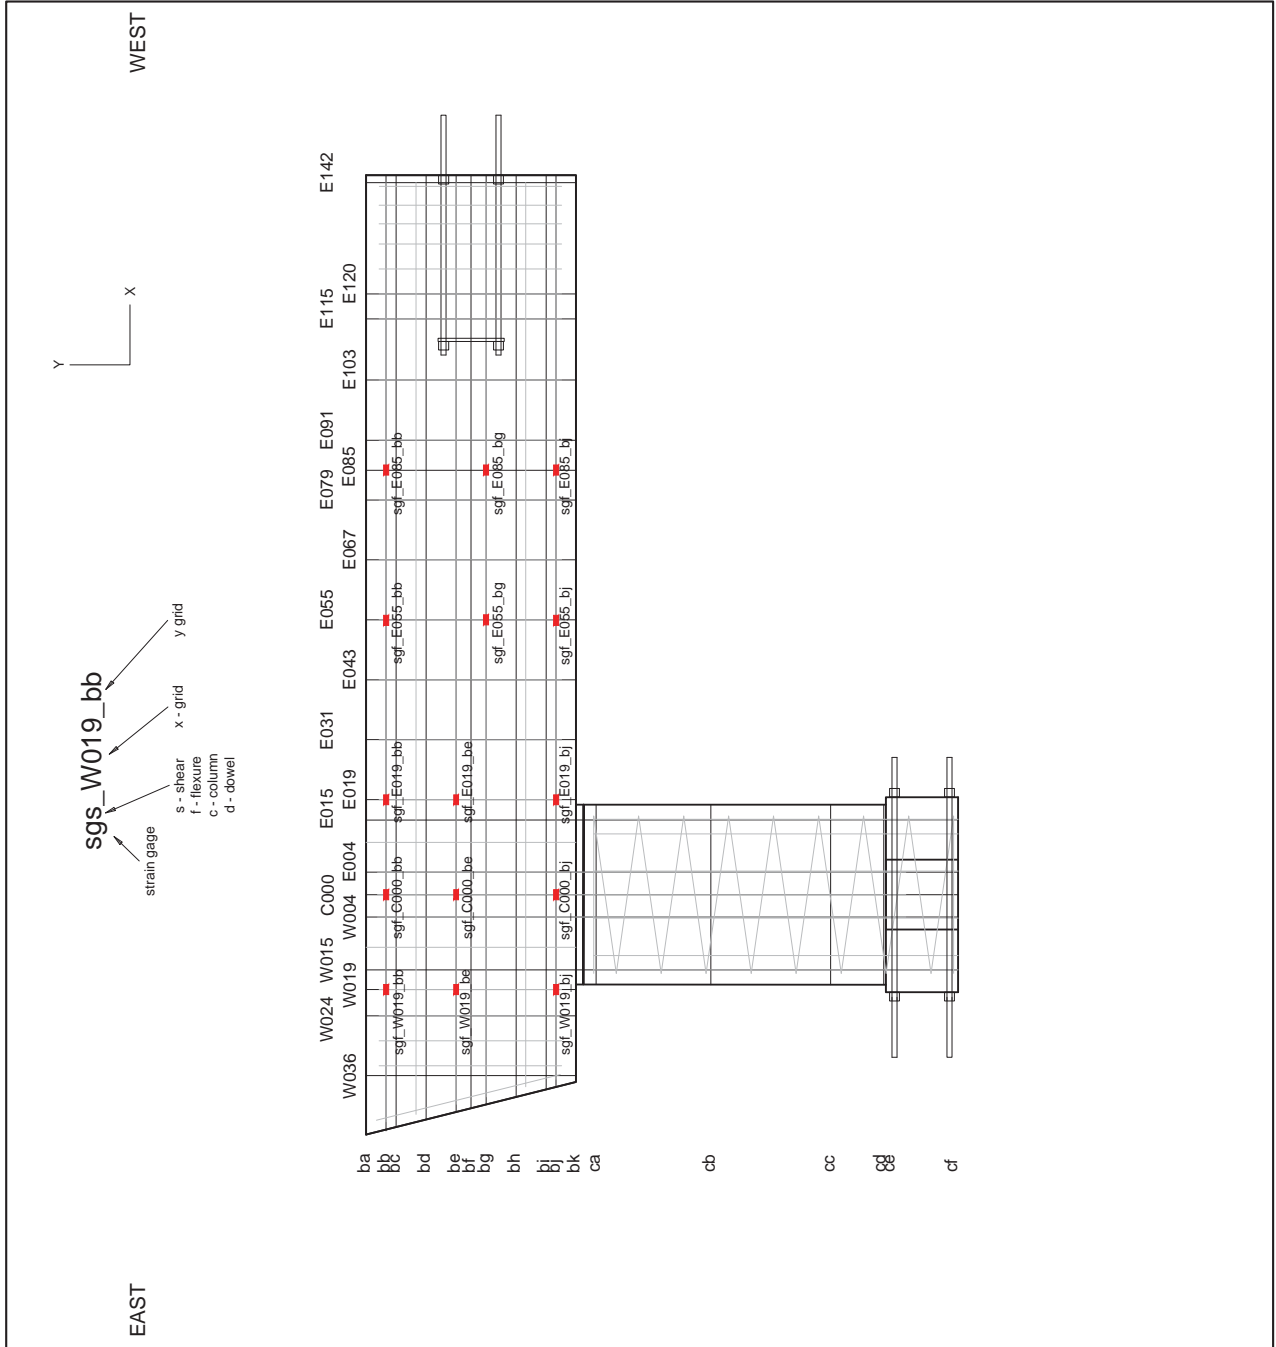 EAST
WEST
sgs_W019_bb
strain gage
s - shear
f - flexure
c - column
d - dowel
x - grid
y grid
Y
X
W024 W015 C000 E015 E031 E055 E079 E091 E115 E142
W036 W019 W004 E004 E019 E043 E067 E085 E103 E120
ba
bb
bc
bd
be
bf
bg
bh
bi
bj
bk
ca
cb
cc
cd
ce
cf
sgf_W019_bb sgf_C000_bb sgf_E019_bb sgf_E055_bb sgf_E085_bb
sgf_W019_be sgf_C000_be sgf_E019_be
sgf_E055_bg sgf_E085_bg
sgf_W019_bj sgf_C000_bj sgf_E019_bj sgf_E055_bj sgf_E085_bj